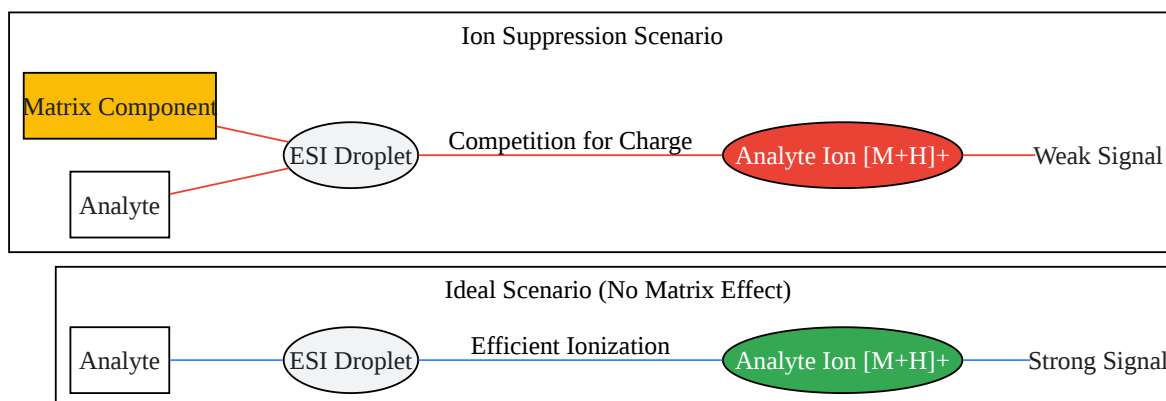 Ion Suppression Scenario
Matrix Component
Analyte
ESI Droplet
Competition for Charge
Analyte Ion [M+H]+
Weak Signal
Ideal Scenario (No Matrix Effect)
Analyte
ESI Droplet
Efficient Ionization
Analyte Ion [M+H]+
Strong Signal